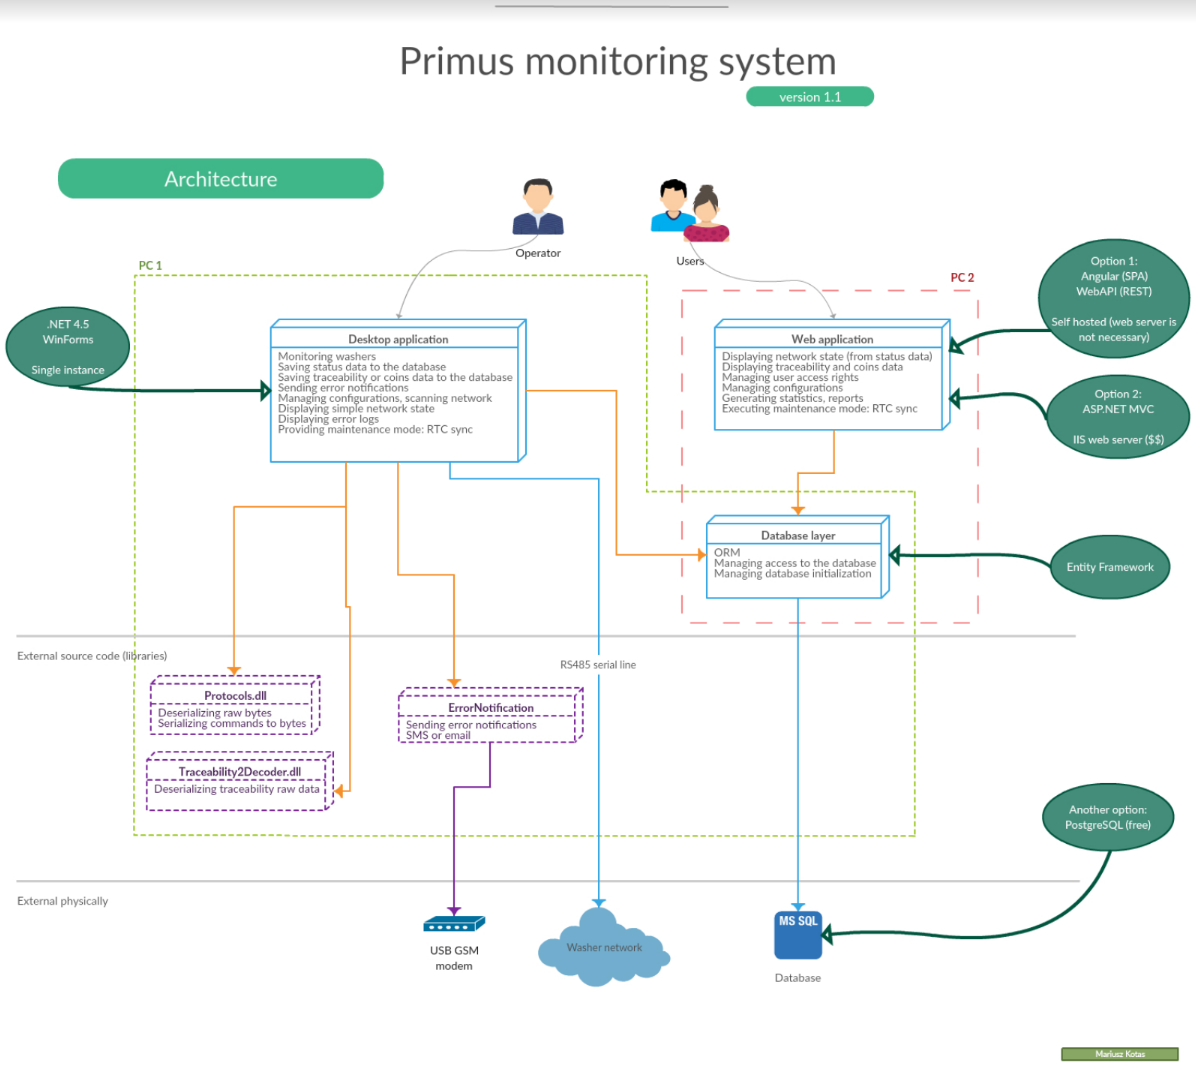 Primus monitoring system
version 1.1
Architecture
Operator
Users
PC 1
PC 2
.NET 4.5
WinForms
Single instance
Desktop application
Monitoring washers
Saving status data to the database
Saving traceability or coins data to the database
Sending error notifications
Managing configurations, scanning network
Displaying simple network state
Displaying error logs
Providing maintenance mode: RTC sync
Web application
Displaying network state (from status data)
Displaying traceability and coins data
Managing user access rights
Managing configurations
Generating statistics, reports
Executing maintenance mode: RTC sync
Option 1:
Angular (SPA)
WebAPI (REST)
Self hosted (web server is
not necessary)
Option 2:
ASP.NET MVC
IIS web server ($$)
Database layer
ORM
Managing access to the database
Managing database initialization
Entity Framework
External source code (libraries)
RS485 serial line
Protocols.dll
Deserializing raw bytes
Serializing commands to bytes
ErrorNotification
Sending error notifications
SMS or email
Traceability2Decoder.dll
Deserializing traceability raw data
Another option:
PostgreSQL (free)
External physically
USB GSM
modem
Washer network
MS SQL
Database
Mariusz Kotas